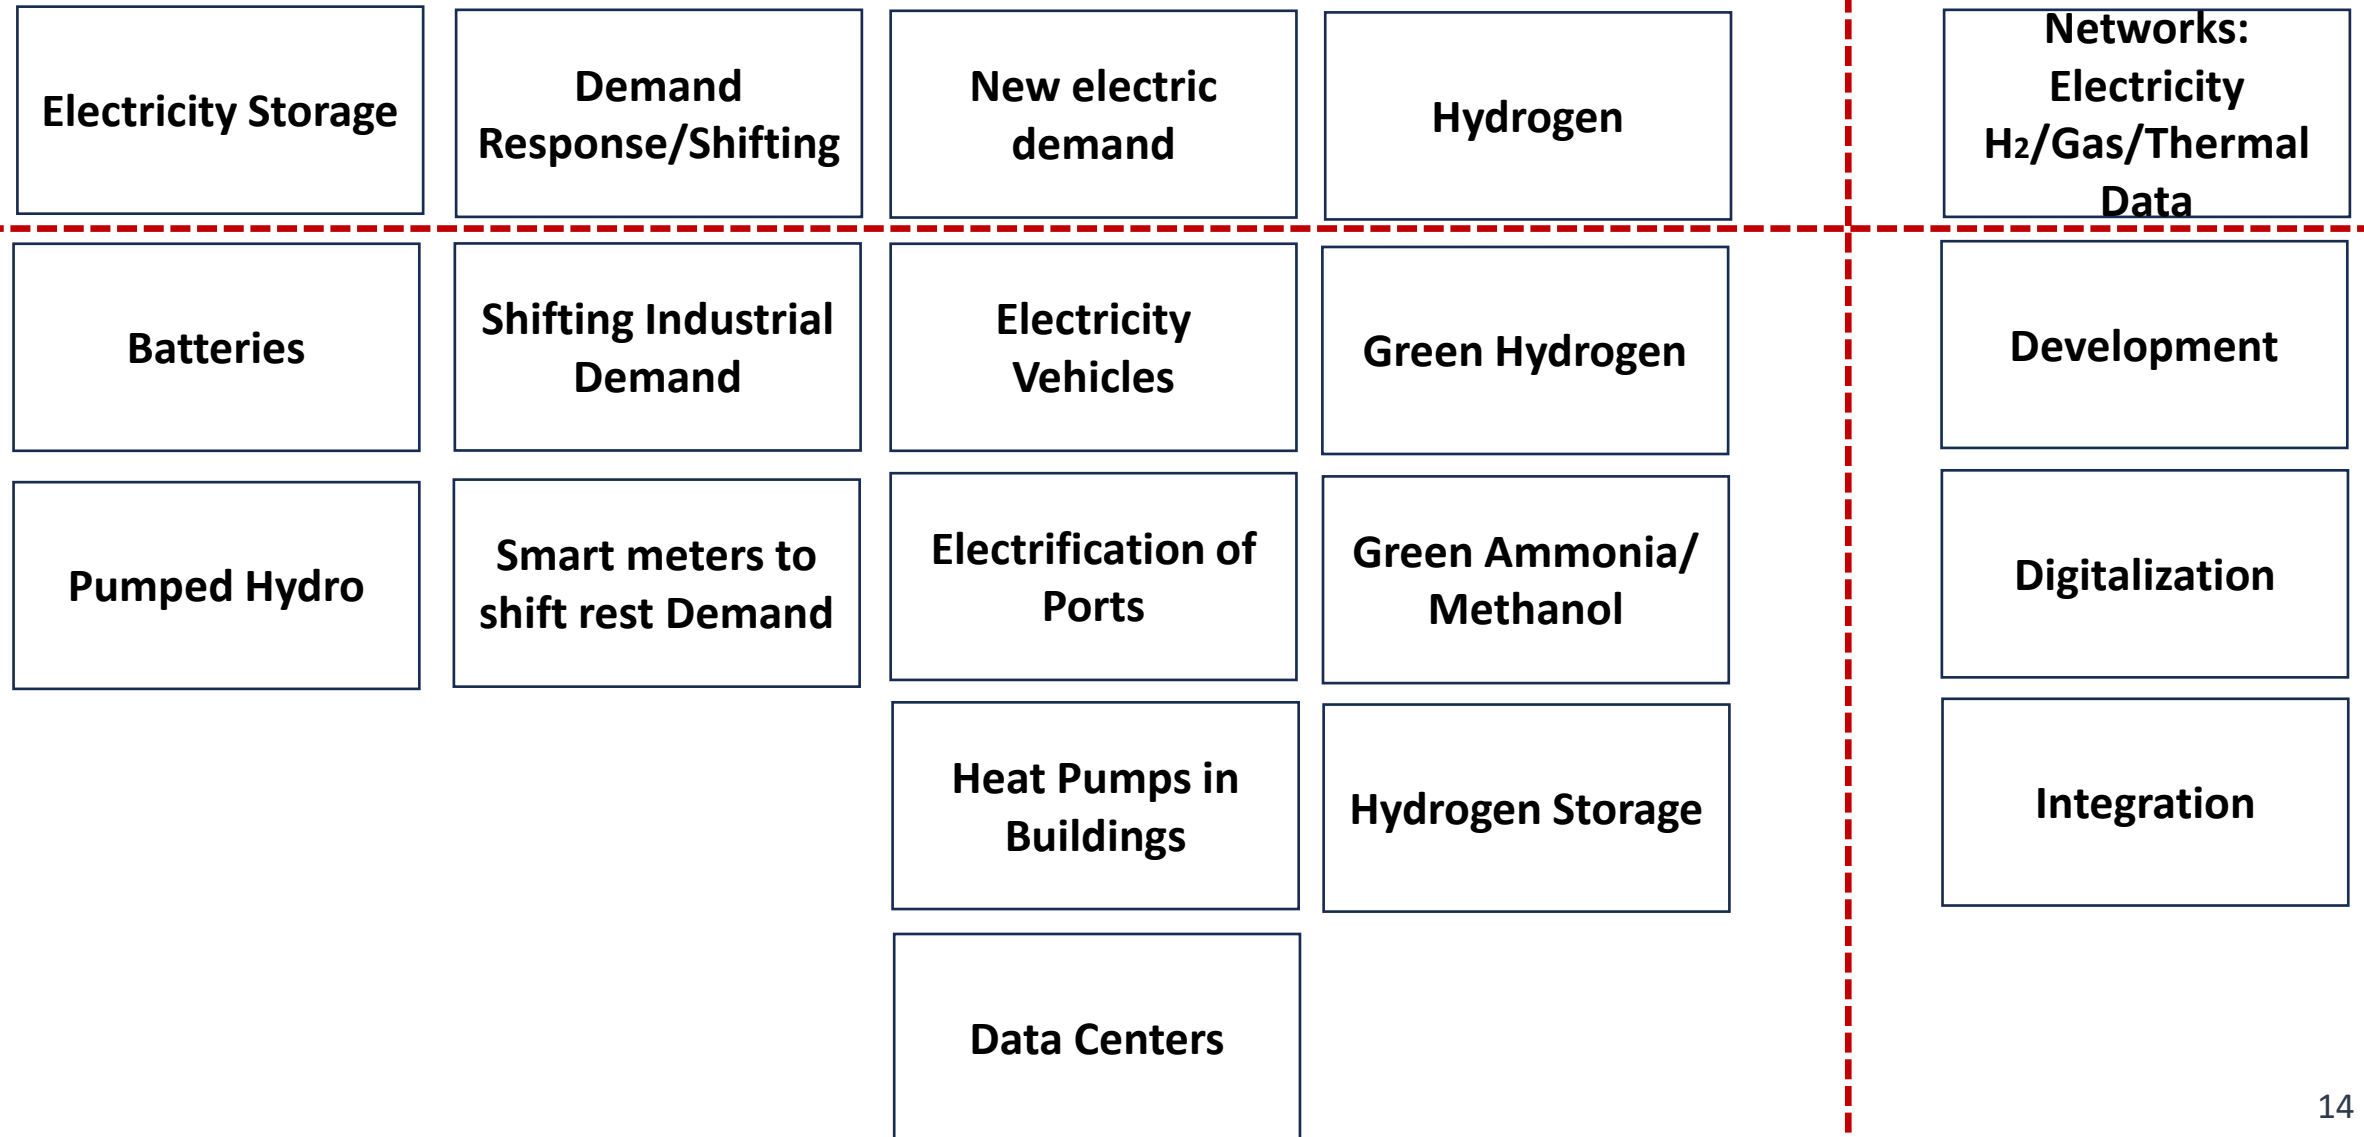 Electricity Storage
Demand
Response/Shifting
New electric
demand
Hydrogen
Networks:
Electricity
H2/Gas/Thermal
Data
Batteries
Shifting Industrial
Demand
Electricity
Vehicles
Green Hydrogen
Development
Pumped Hydro
Smart meters to
shift rest Demand
Electrification of
Ports
Green Ammonia/
Methanol
Digitalization
Heat Pumps in
Buildings
Hydrogen Storage
Integration
Data Centers
14